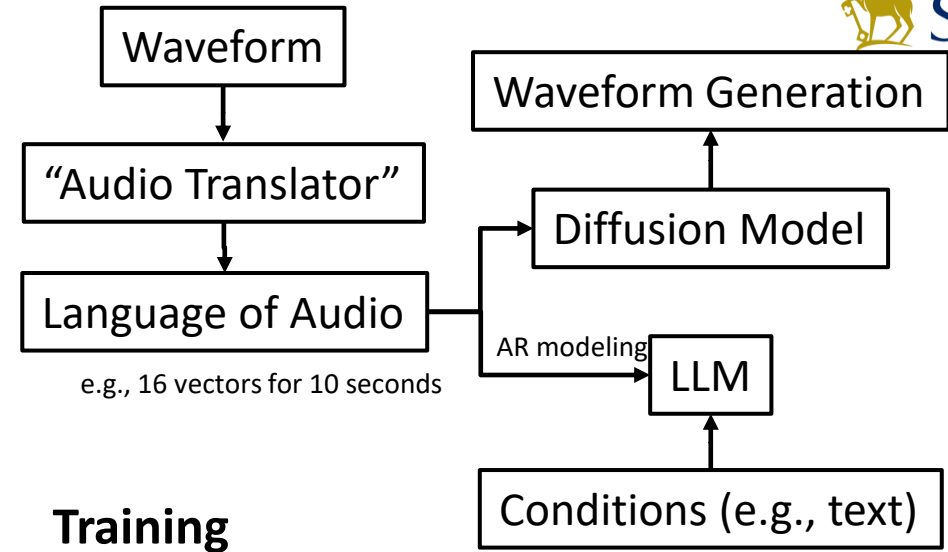 Waveform
“Audio Translator”
Language of Audio
e.g., 16 vectors for 10 seconds
Waveform Generation
Diffusion Model
AR modeling
LLM
Conditions (e.g., text)
Training
S